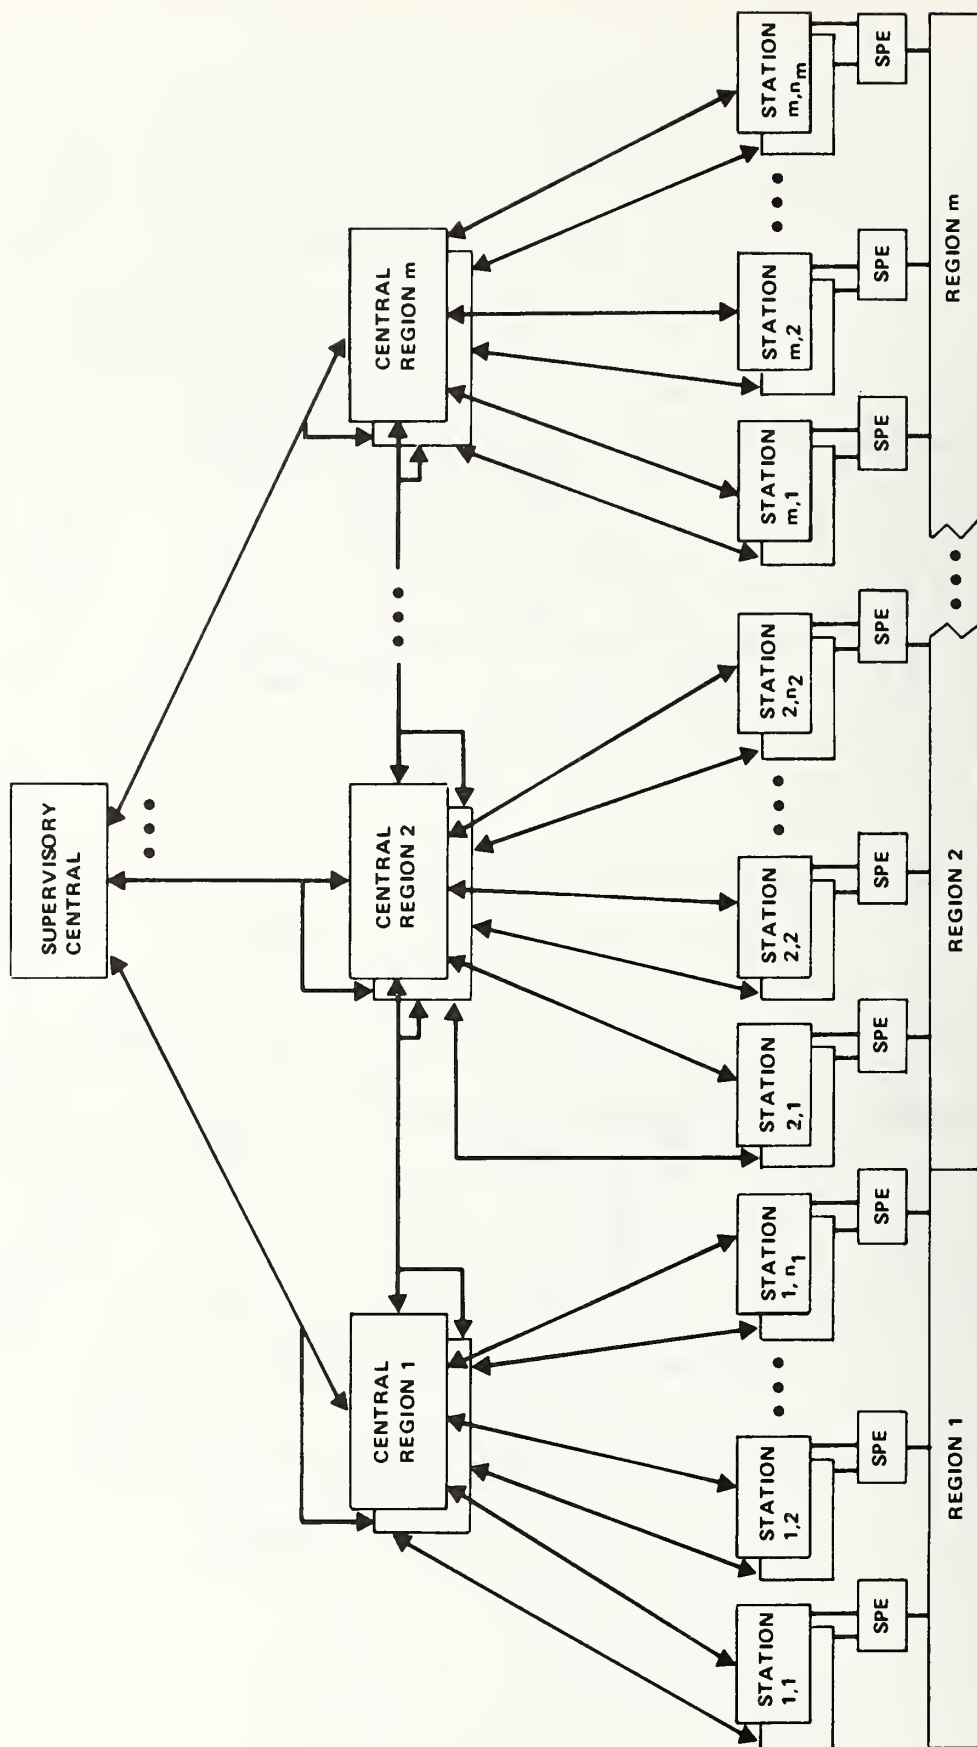 SUPERVISORY
CENTRAL
CENTRAL
REGION 1
CENTRAL
REGION 2
CENTRAL
REGION m
STATION
1,1
STATION
1,2
STATION
1, n1
STATION
2,1
STATION
2,2
STATION
2,n2
STATION
m,1
STATION
m,2
STATION
m,nm
SPE
SPE
SPE
SPE
SPE
SPE
SPE
SPE
SPE
REGION 1
REGION 2
REGION m